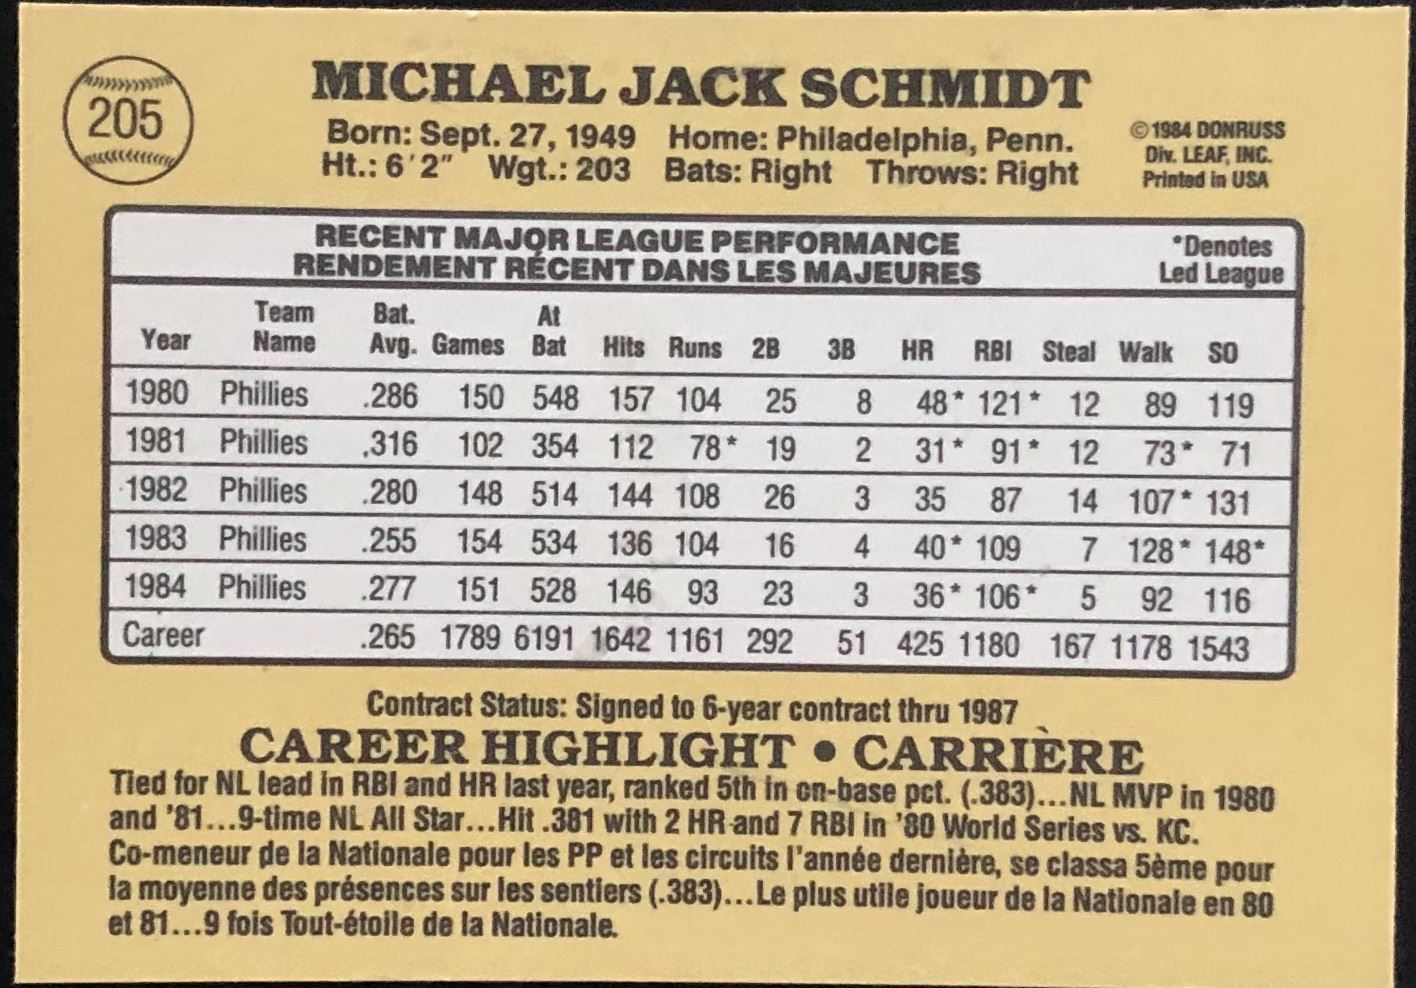 205
MICHAEL JACK SCHMIDT
Born: Sept. 27, 1949 Home: Philadelphia, Penn.
Ht.: 6'2" Wgt.: 203 Bats: Right Throws: Right
©1984 DONRUSS
Div. LEAF, INC.
Printed in USA
RECENT MAJOR LEAGUE PERFORMANCE
RENDEMENT RÉCENT DANS LES MAJEURES
*Denotes
Led League
Year Team Name Bat. Avg. Games At Bat Hits Runs 2B 3B HR RBI Steal Walk SO
1980 Phillies .286 150 548 157 104 25 8 48* 121* 12 89 119
1981 Phillies .316 102 354 112 78* 19 2 31* 91* 12 73* 71
1982 Phillies .280 148 514 144 108 26 3 35 87 14 107* 131
1983 Phillies .255 154 534 136 104 16 4 40* 109 7 128* 148*
1984 Phillies .277 151 528 146 93 23 3 36* 106* 5 92 116
Career .265 1789 6191 1642 1161 292 51 425 1180 167 1178 1543
Contract Status: Signed to 6-year contract thru 1987
CAREER HIGHLIGHT • CARRIÈRE
Tied for NL lead in RBI and HR last year, ranked 5th in on-base pct. (.383)...NL MVP in 1980
and '81...9-time NL All Star...Hit .381 with 2 HR and 7 RBI in '80 World Series vs. KC.
Co-meneur de la Nationale pour les PP et les circuits l'année dernière, se classa 5ème pour
la moyenne des présences sur les sentiers (.383)...Le plus utile joueur de la Nationale en 80
et 81...9 fois Tout-étoile de la Nationale.